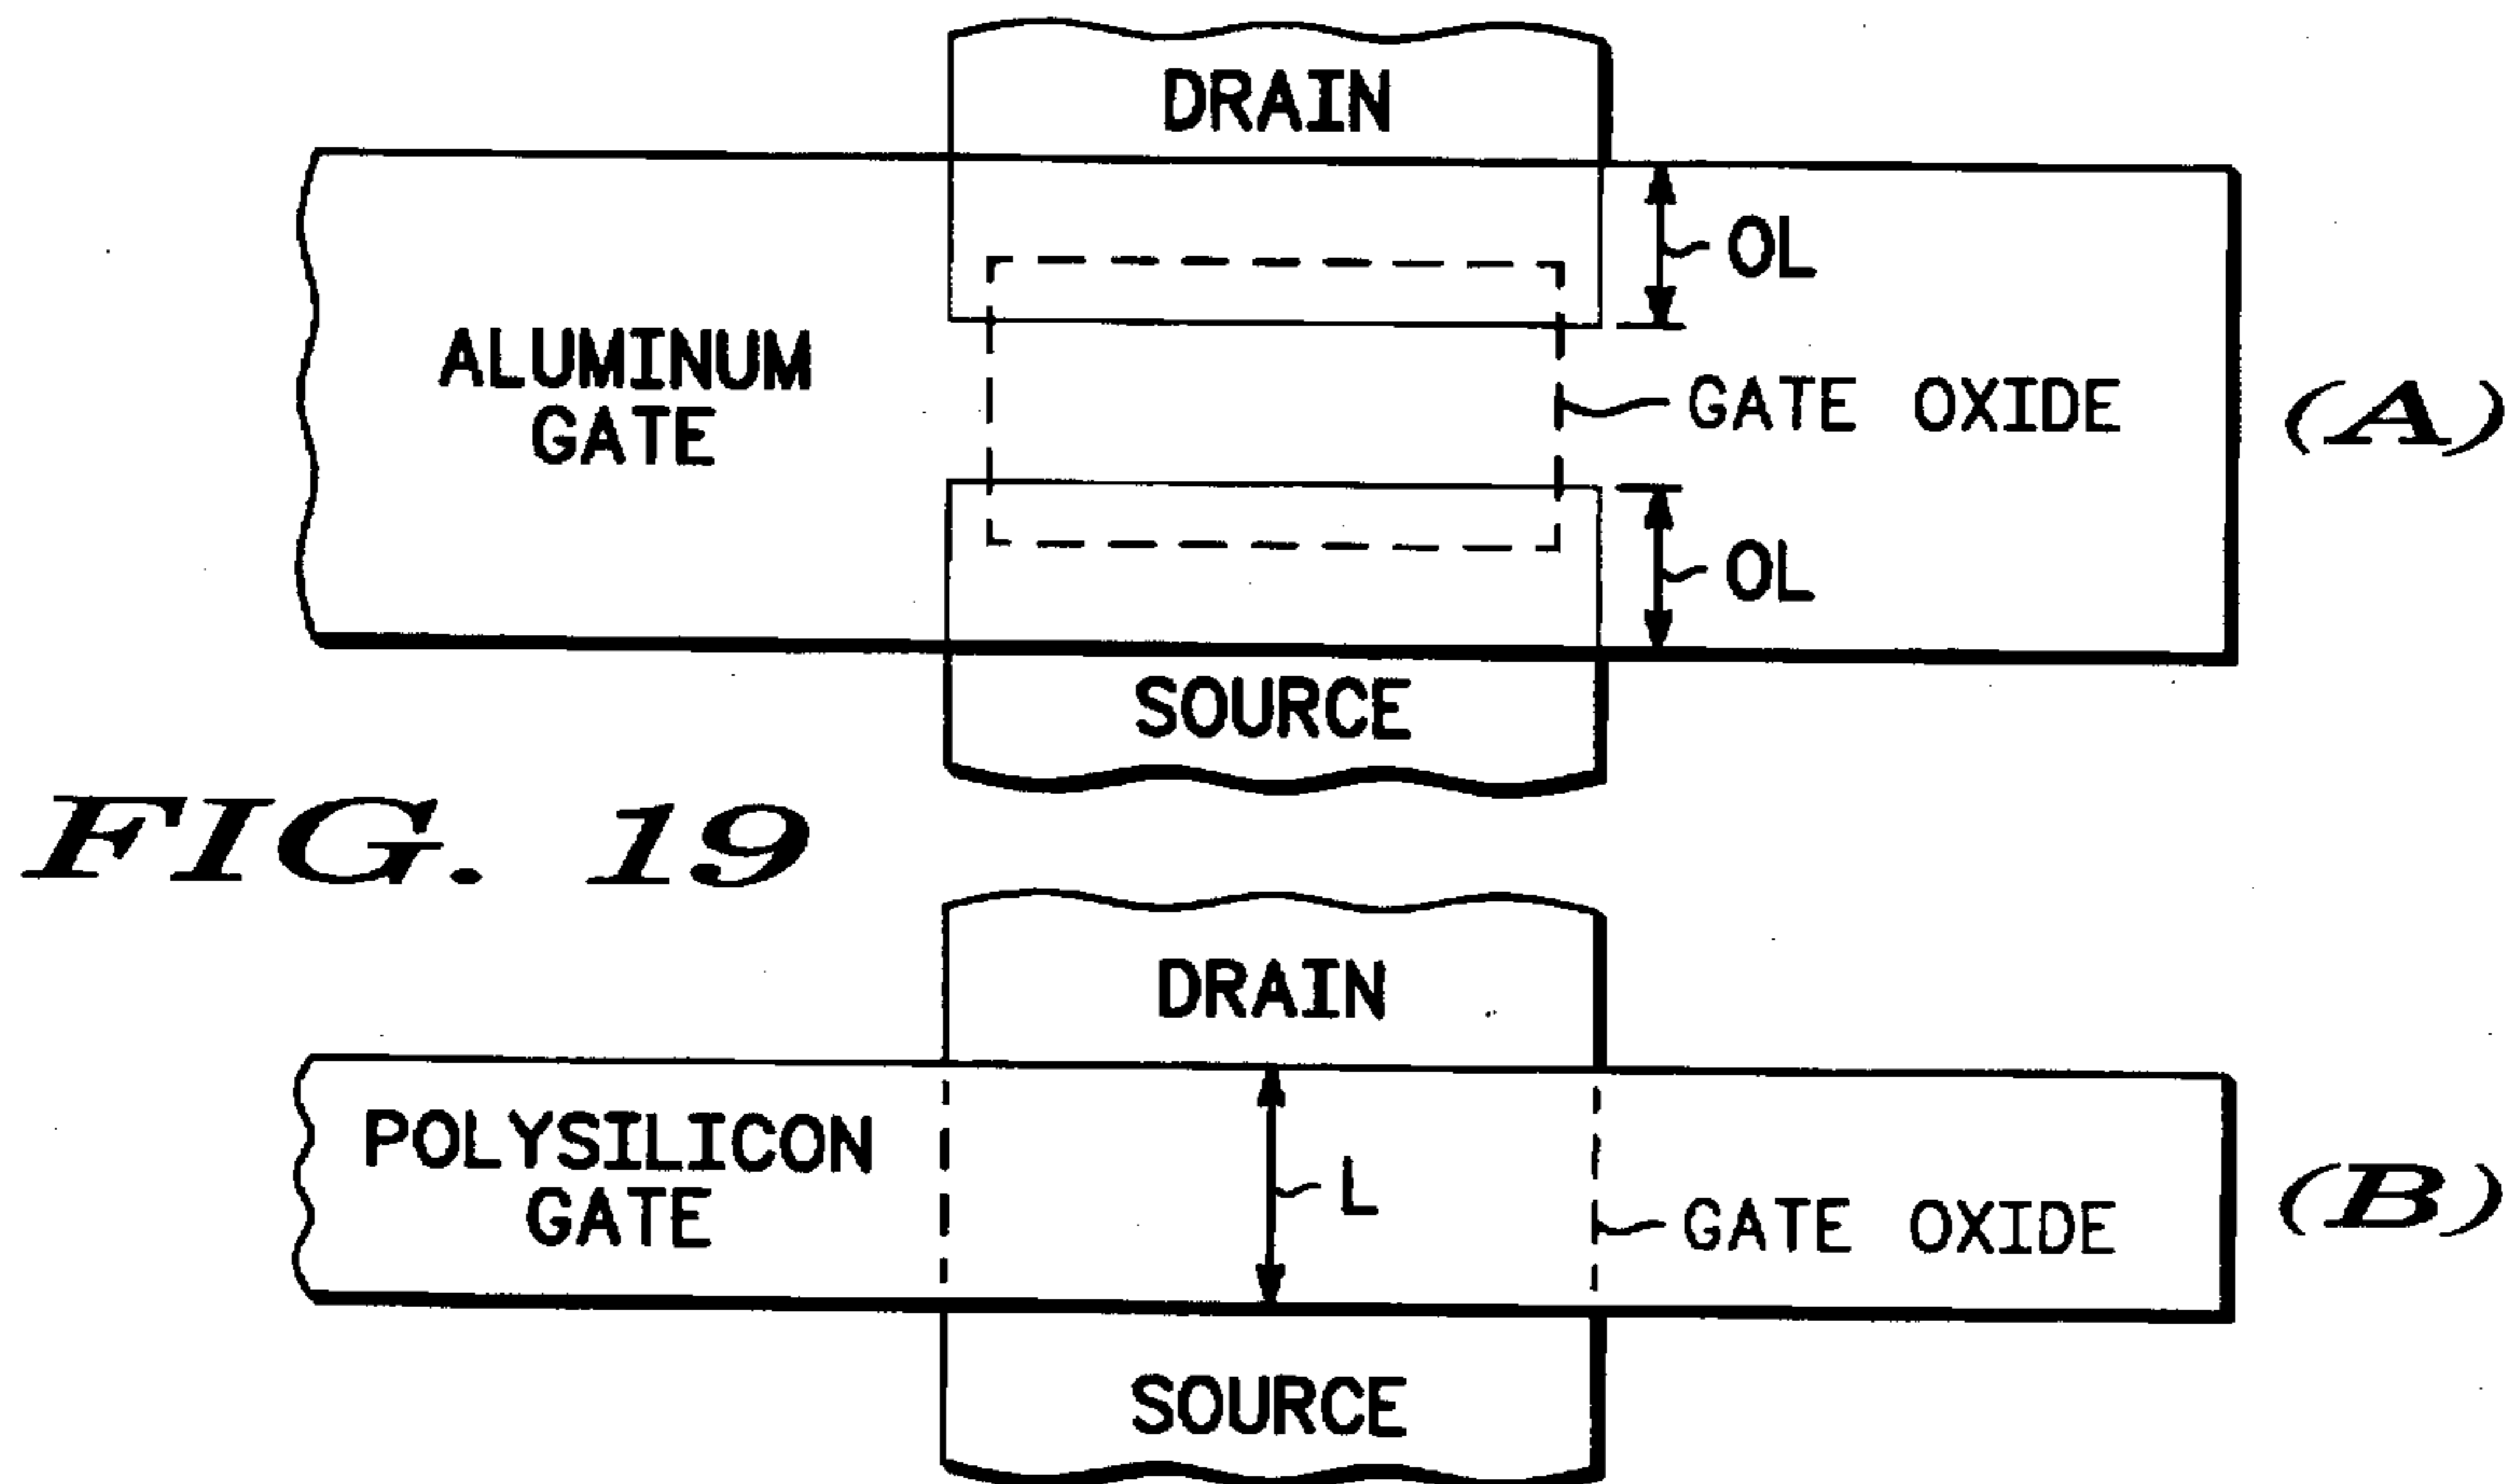 DRAIN
OL
ALUMINUM
GATE
GATE OXIDE
(A)
OL
SOURCE
FIG. 19
DRAIN
POLYSILICON
GATE
L
GATE OXIDE
(B)
SOURCE